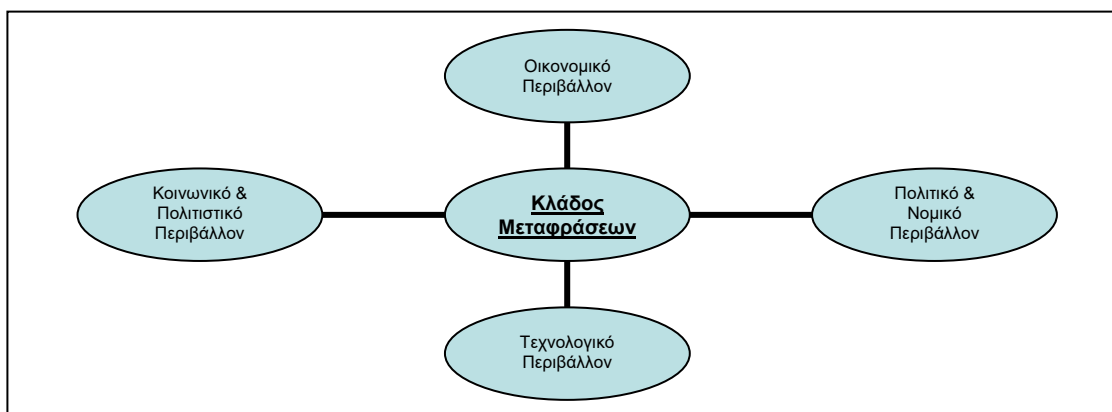 Οικονομικό
Περιβάλλον
Κοινωνικό &
Πολιτιστικό
Περιβάλλον
Κλάδος
Μεταφράσεων
Πολιτικό &
Νομικό
Περιβάλλον
Τεχνολογικό
Περιβάλλον